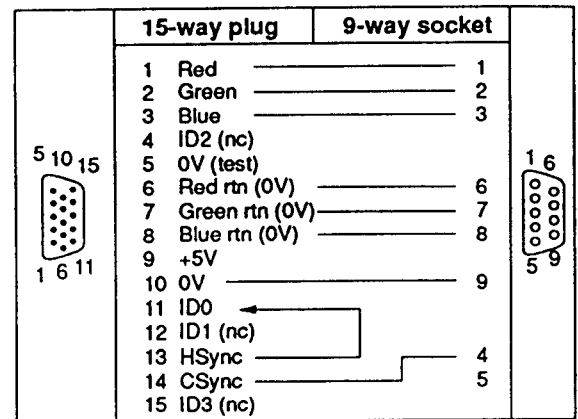 15-way plug 9-way socket
1 Red 1
2 Green 2
3 Blue 3
4 ID2 (nc)
5 0V (test)
6 Red rtn (0V) 6
7 Green rtn (0V) 7
8 Blue rtn (0V) 8
9 +5V
10 0V 9
11 ID0
12 ID1 (nc)
13 HSync 4
14 CSync 5
15 ID3 (nc)
5 10 15
1 6 11
1 6
5 9